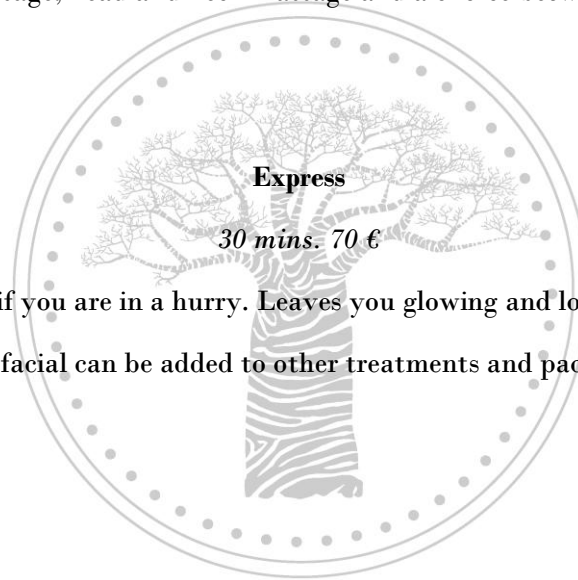 Express
30 mins. 70 €
if you are in a hurry. Leaves you glowing and
facial can be added to other treatments and